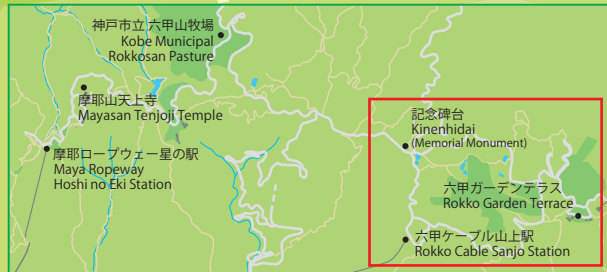 神戸市立 六甲山牧場
Kobe Municipal
Rokkosan Pasture
摩耶山天上寺
Mayasan Tenjoji Temple
摩耶ロープウェー星の駅
Maya Ropeway
Hoshi no Eki Station
記念碑台
Kinenhidai
(Memorial Monument)
六甲ガーデンテラス
Rokko Garden Terrace
六甲ケーブル山上駅
Rokko Cable Sanjo Station